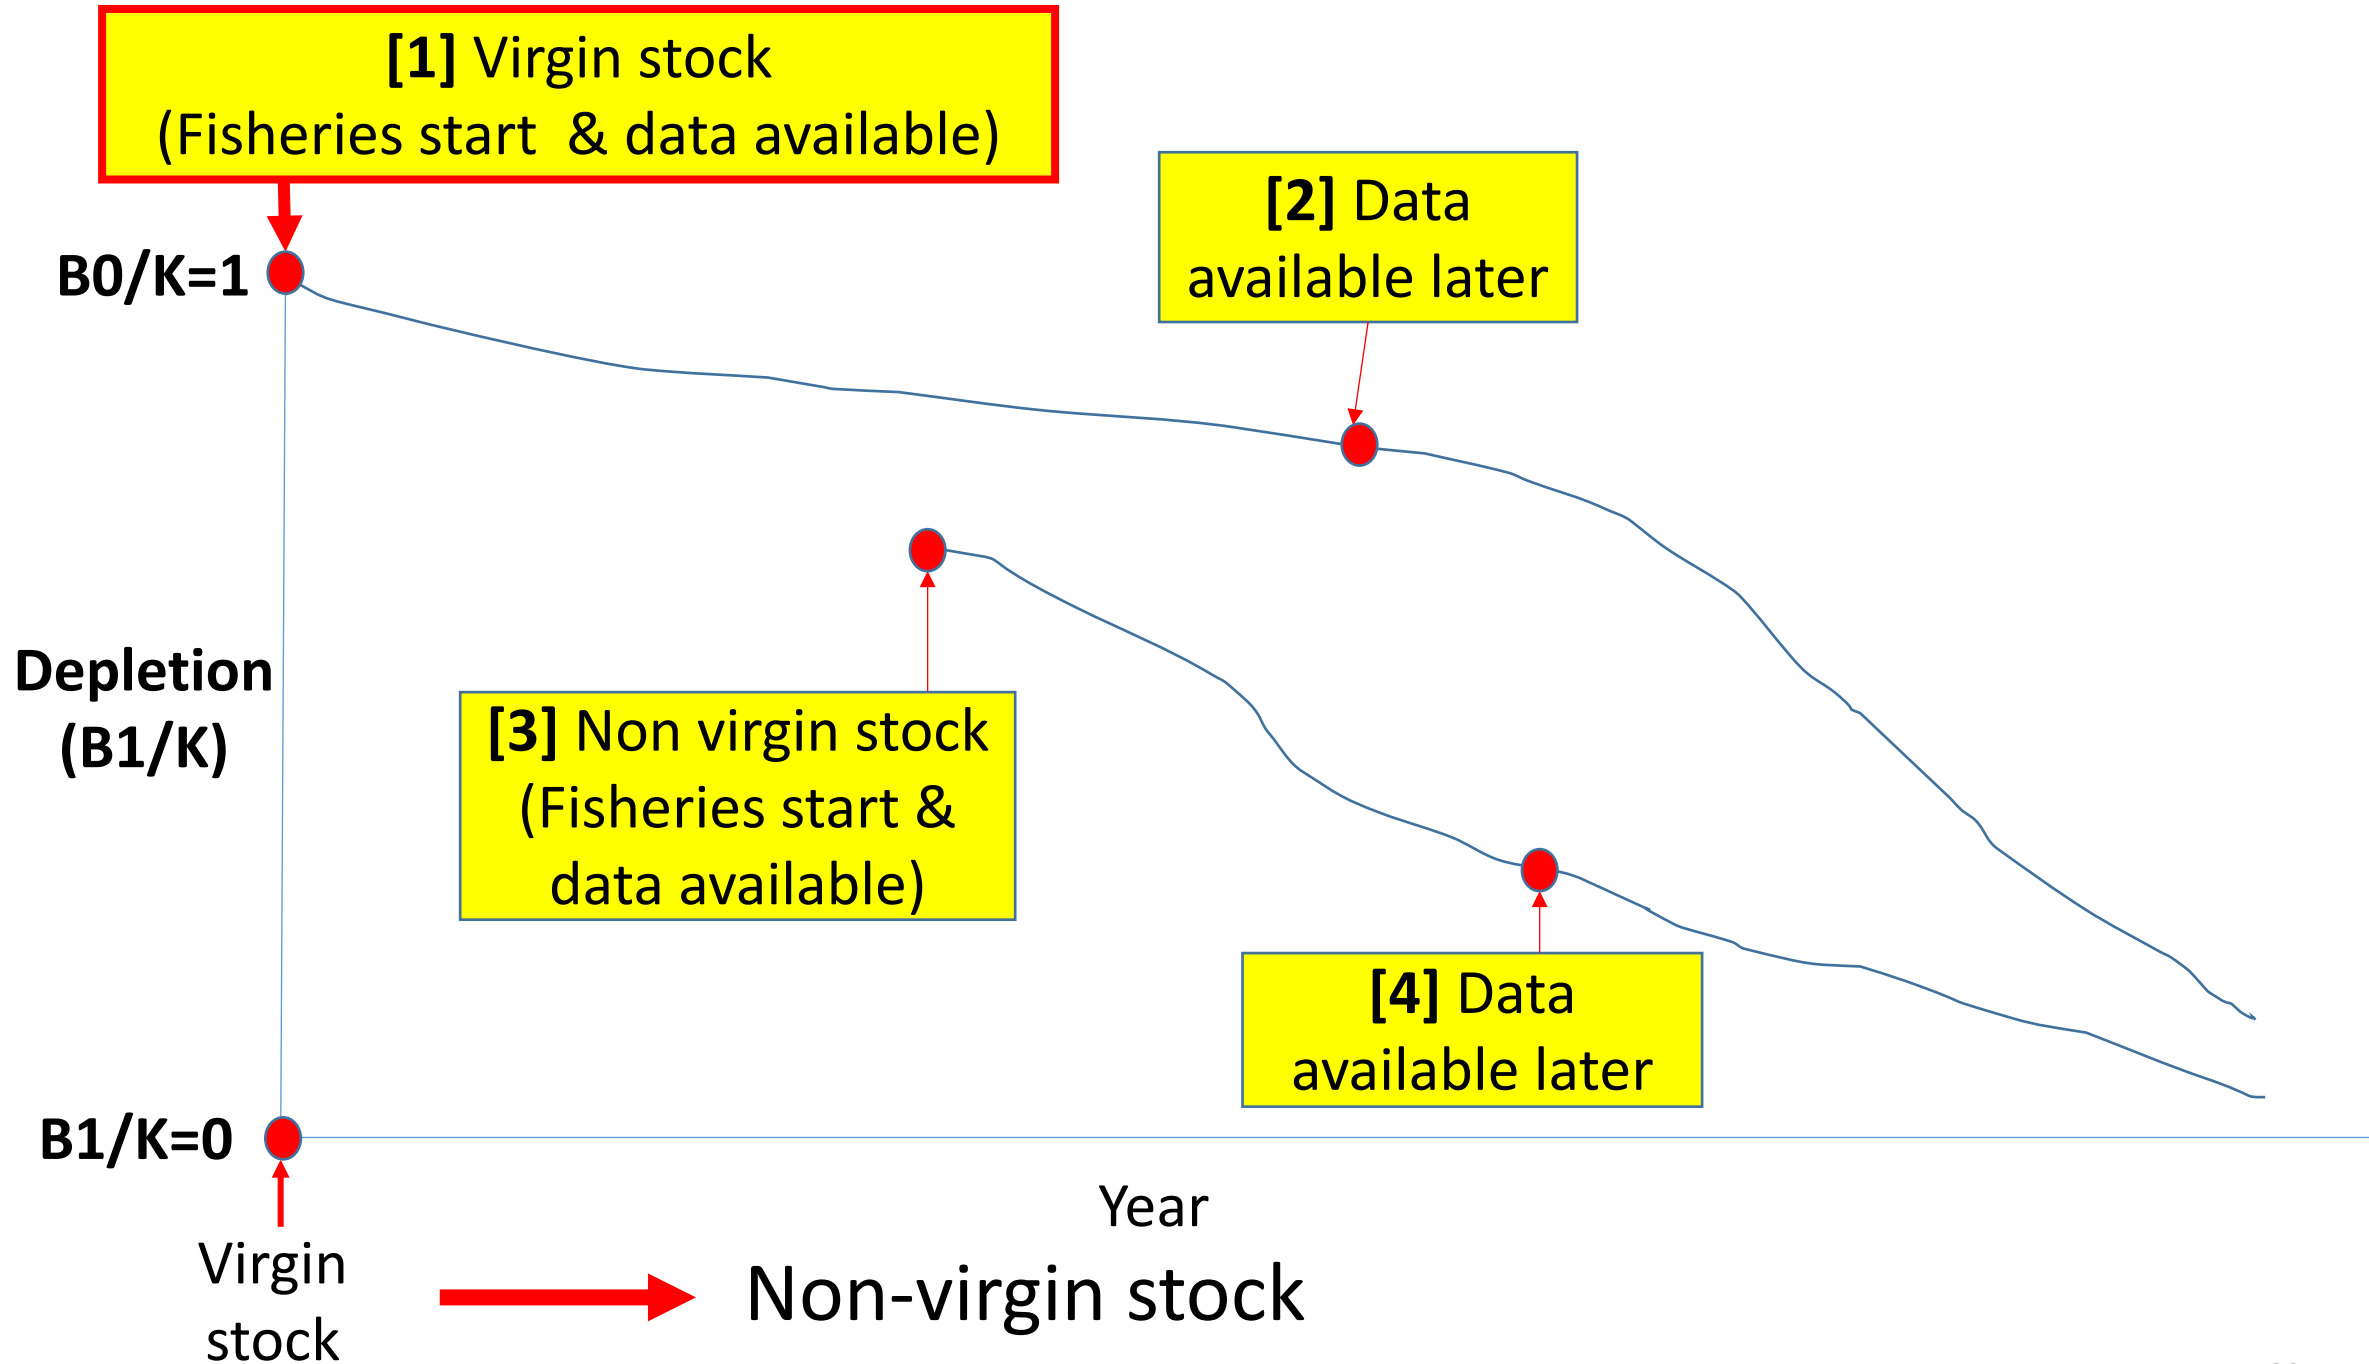 [1] Virgin stock
(Fisheries start & data available)
[2] Data
available later
B0/K=1
Depletion
(B1/K)
[3] Non virgin stock
(Fisheries start &
data available)
[4] Data
available later
B1/K=0
Year
Virgin
stock
Non-virgin stock